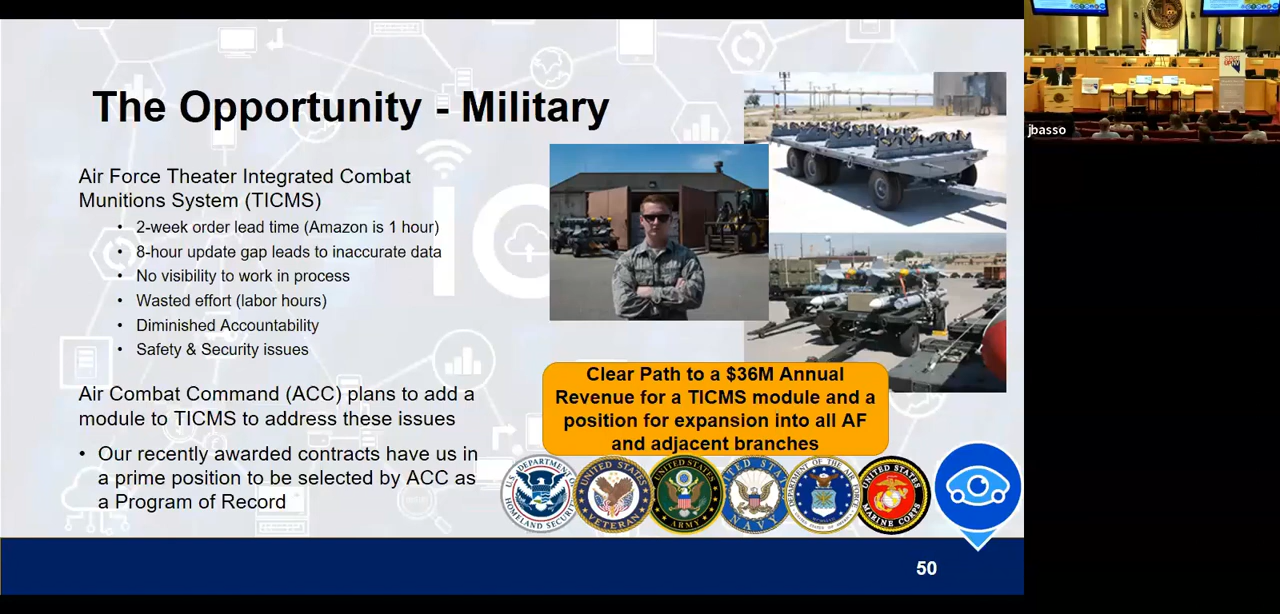 The Opportunity - Military
Air Force Theater Integrated Combat
Munitions System (TICMS)
• 2-week order lead time (Amazon is 1 hour)
• 8-hour update gap leads to inaccurate data
• No visibility to work in process
• Wasted effort (labor hours)
• Diminished Accountability
• Safety & Security issues
Air Combat Command (ACC) plans to add a
module to TICMS to address these issues
• Our recently awarded contracts have us in
a prime position to be selected by ACC as
a Program of Record
Clear Path to a $36M Annual
Revenue for a TICMS module and a
position for expansion into all AF
and adjacent branches
U.S. DEPARTMENT OF
HOMELAND SECURITY
UNITED STATES
VETERAN
UNITED STATES
ARMY
UNITED STATES
NAVY
DEPARTMENT OF THE AIR FORCE
UNITED STATES
MARINE CORPS
50
jbasso